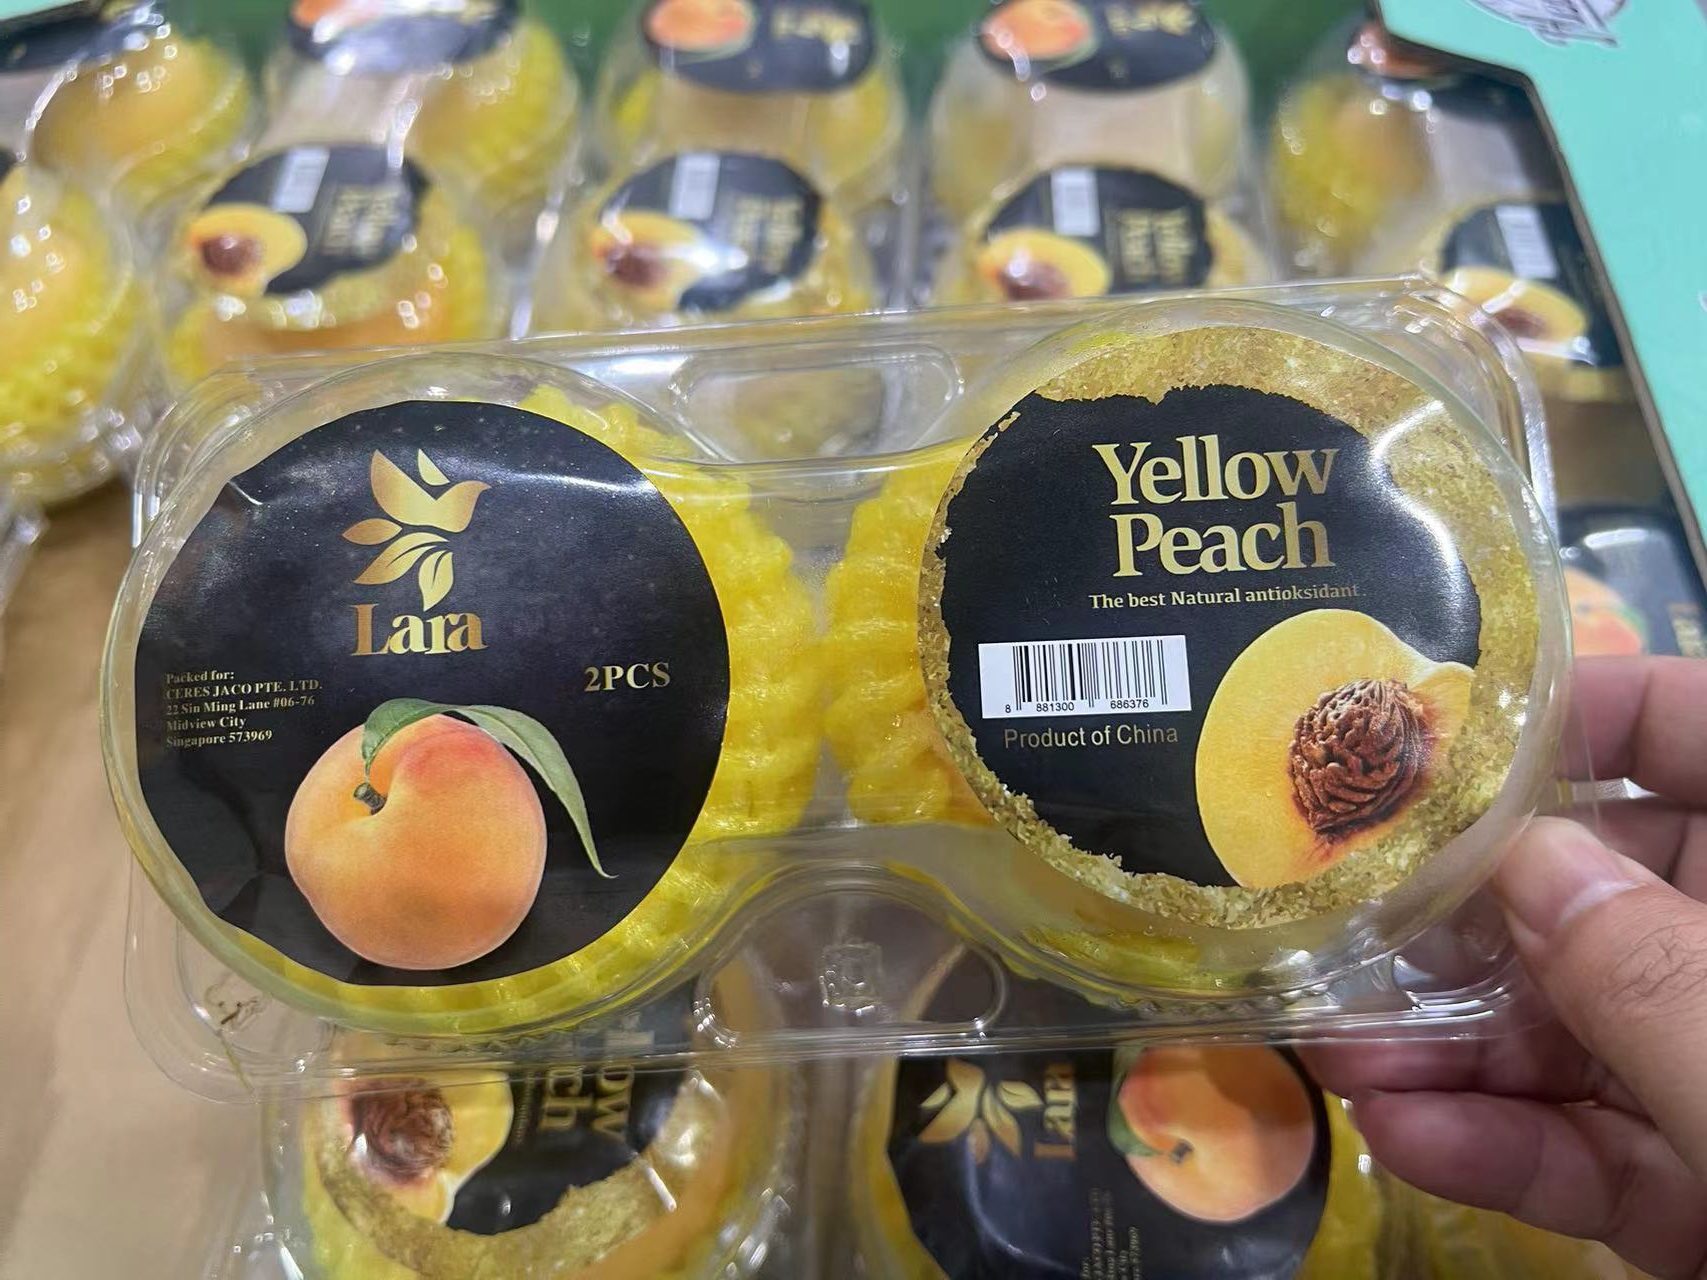 Lara
Packed for:
CERES JACO PTE. LTD.
22 Sin Ming Lane #06-76
Midview City
Singapore 573969
2PCS
Yellow
Peach
The best Natural antioksidant.
8 881300 686376
Product of China
Lara